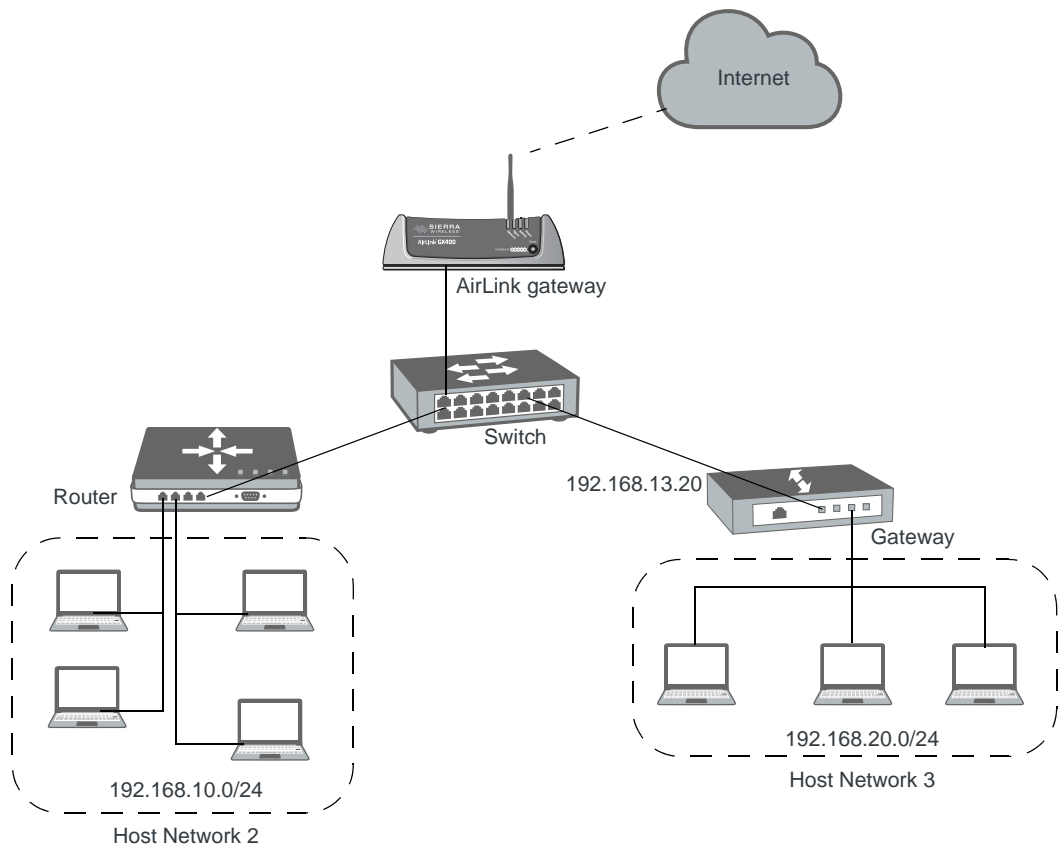 Internet
SIERRA
WIRELESS
AirLink GX400
AirLink gateway
Switch
Router
192.168.13.20
Gateway
192.168.10.0/24
Host Network 2
192.168.20.0/24
Host Network 3